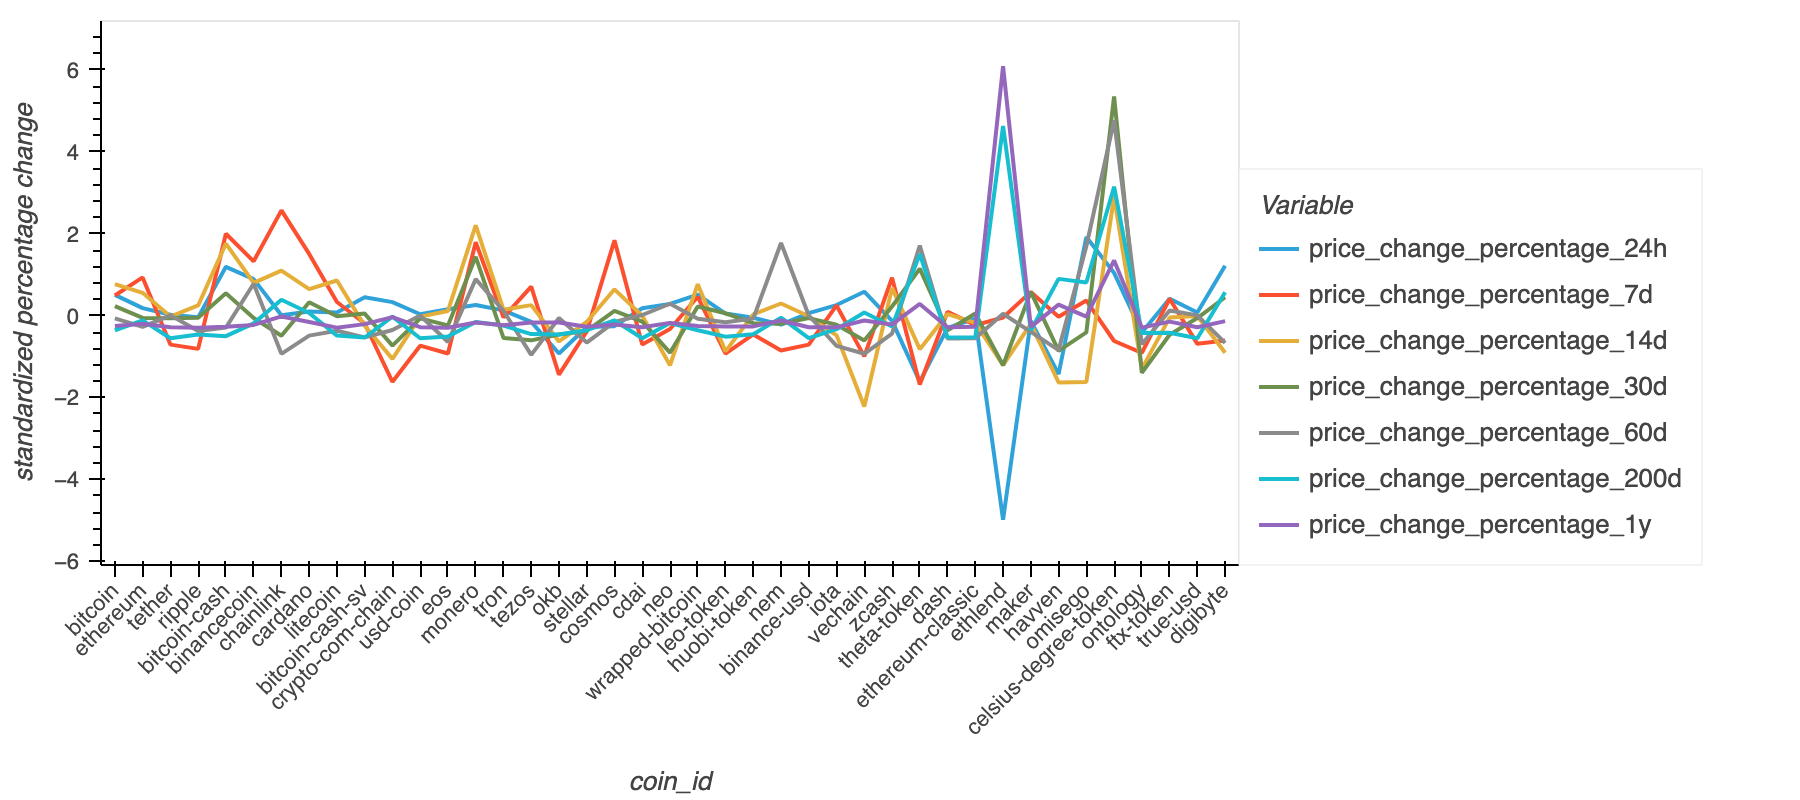 standardized percentage change
6
4
2
0
−2
−4
−6
bitcoin
ethereum
tether
ripple
bitcoin-cash
binancecoin
chainlink
cardano
litecoin
bitcoin-cash-sv
crypto-com-chain
usd-coin
eos
monero
tron
tezos
okb
stellar
cosmos
cdai
neo
wrapped-bitcoin
leo-token
huobi-token
nem
binance-usd
iota
vechain
zcash
theta-token
dash
ethereum-classic
ethlend
maker
havven
omisego
celsius-degree-token
ontology
ftx-token
true-usd
digibyte
coin_id
Variable
price_change_percentage_24h
price_change_percentage_7d
price_change_percentage_14d
price_change_percentage_30d
price_change_percentage_60d
price_change_percentage_200d
price_change_percentage_1y